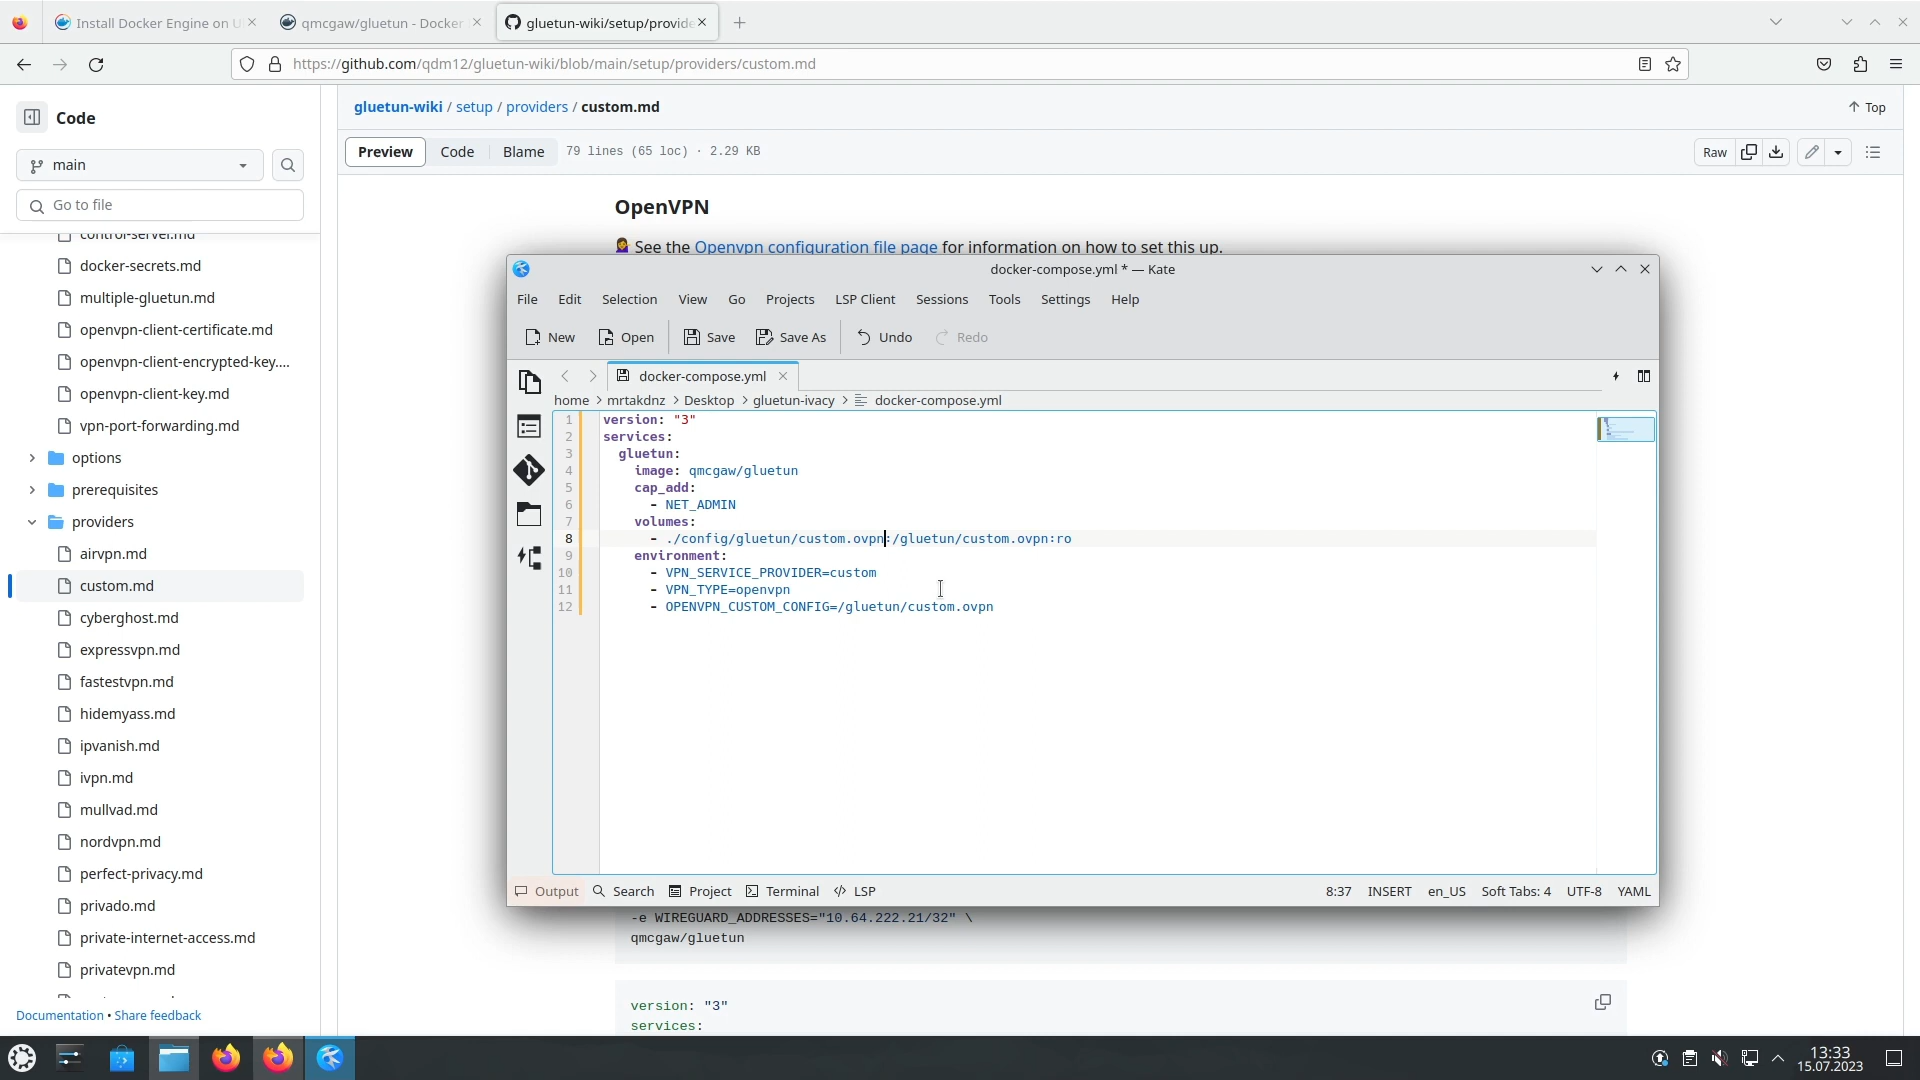 Install Docker Engine on U
qmcgaw/gluetun - Docker
gluetun-wiki/setup/provide
https://github.com/qdm12/gluetun-wiki/blob/main/setup/providers/custom.md
Code
gluetun-wiki / setup / providers / custom.md
Top
main
Preview
Code
Blame
79 lines (65 loc) · 2.29 KB
Raw
Go to file
control-server.md
docker-secrets.md
multiple-gluetun.md
openvpn-client-certificate.md
openvpn-client-encrypted-key....
openvpn-client-key.md
vpn-port-forwarding.md
options
prerequisites
providers
airvpn.md
custom.md
cyberghost.md
expressvpn.md
fastestvpn.md
hidemyass.md
ipvanish.md
ivpn.md
mullvad.md
nordvpn.md
perfect-privacy.md
privado.md
private-internet-access.md
privatevpn.md
Documentation • Share feedback
OpenVPN
See the Openvpn configuration file page for information on how to set this up.
docker-compose.yml * — Kate
File Edit Selection View Go Projects LSP Client Sessions Tools Settings Help
New Open Save Save As Undo Redo
docker-compose.yml
home > mrtakdnz > Desktop > gluetun-ivacy > docker-compose.yml
1 version: "3"
2 services:
3 gluetun:
4 image: qmcgaw/gluetun
5 cap_add:
6 - NET_ADMIN
7 volumes:
8 - ./config/gluetun/custom.ovpn:/gluetun/custom.ovpn:ro
9 environment:
10 - VPN_SERVICE_PROVIDER=custom
11 - VPN_TYPE=openvpn
12 - OPENVPN_CUSTOM_CONFIG=/gluetun/custom.ovpn
Output Search Project Terminal LSP
8:37 INSERT en_US Soft Tabs: 4 UTF-8 YAML
-e WIREGUARD_ADDRESSES="10.64.222.21/32" \
qmcgaw/gluetun
version: "3"
services:
13:33
15.07.2023